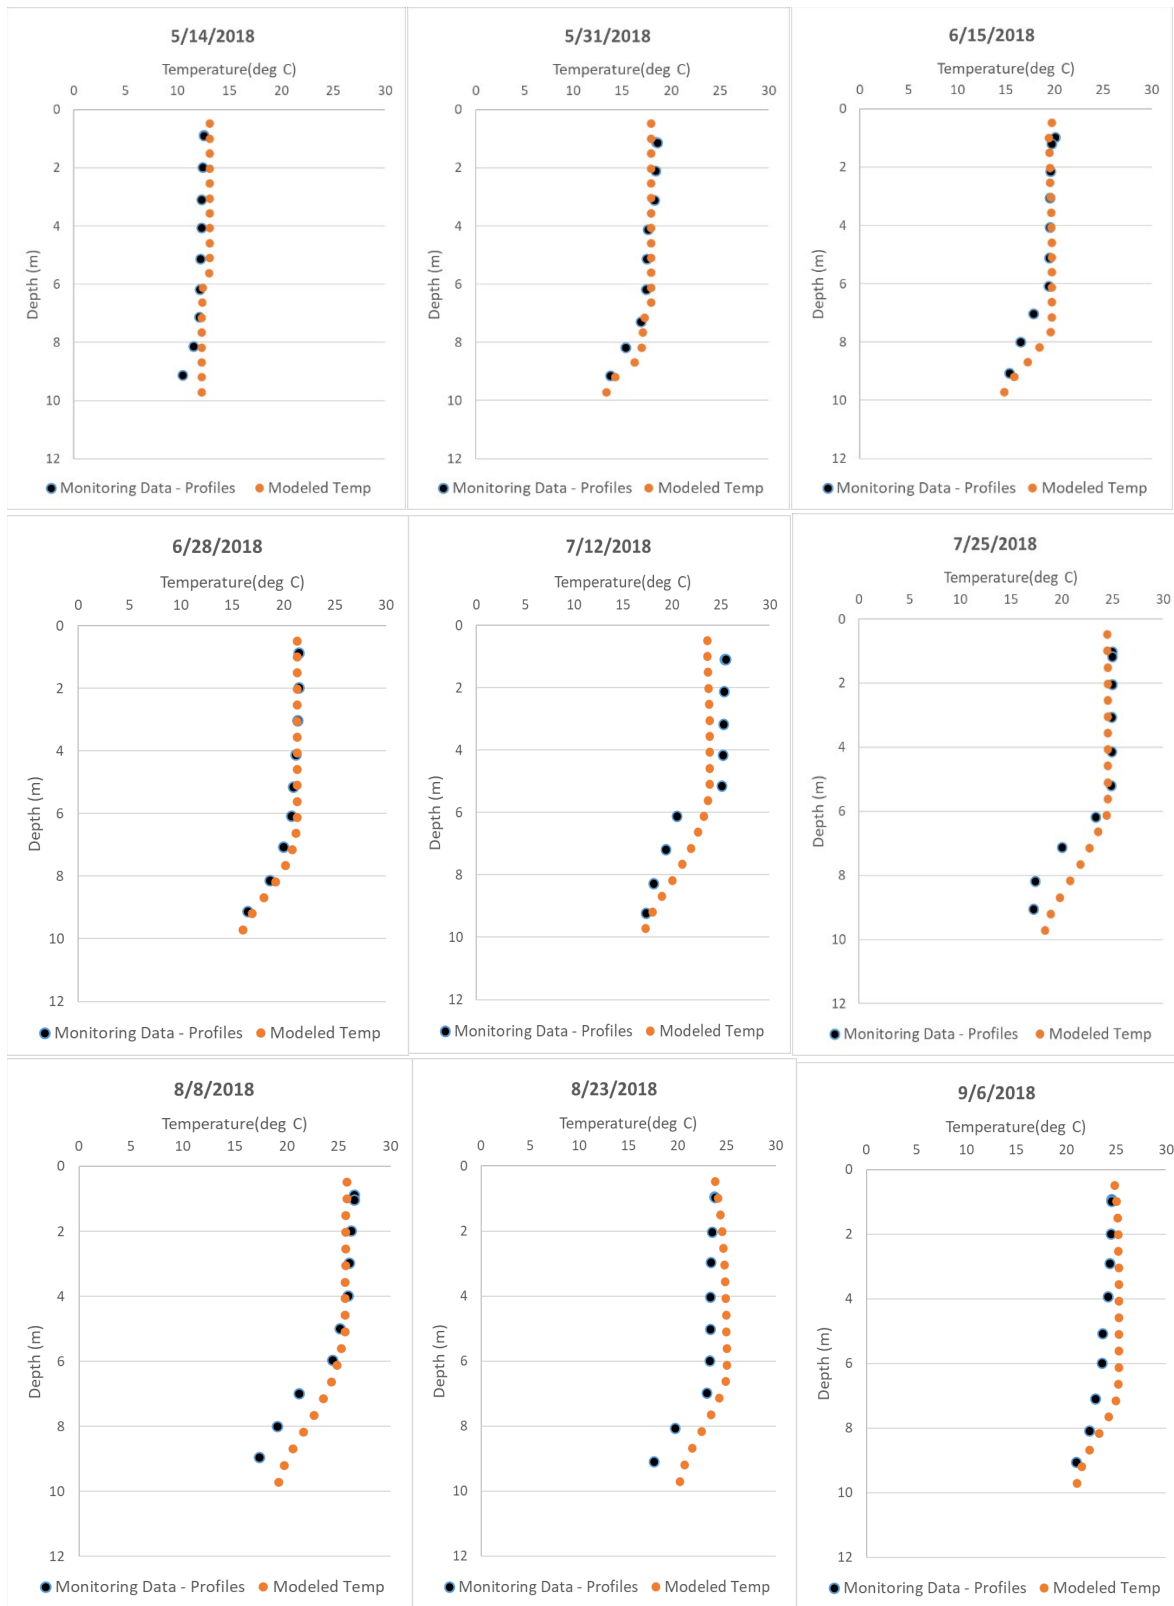 5/14/2018
Temperature(deg C)
0 5 10 15 20 25 30
0
2
4
6
8
10
12
Depth (m)
Monitoring Data - Profiles Modeled Temp
5/31/2018
Temperature(deg C)
0 5 10 15 20 25 30
0
2
4
6
8
10
12
Depth (m)
Monitoring Data - Profiles Modeled Temp
6/15/2018
Temperature(deg C)
0 5 10 15 20 25 30
0
2
4
6
8
10
12
Depth (m)
Monitoring Data - Profiles Modeled Temp
6/28/2018
Temperature(deg C)
0 5 10 15 20 25 30
0
2
4
6
8
10
12
Depth (m)
Monitoring Data - Profiles Modeled Temp
7/12/2018
Temperature(deg C)
0 5 10 15 20 25 30
0
2
4
6
8
10
12
Depth (m)
Monitoring Data - Profiles Modeled Temp
7/25/2018
Temperature(deg C)
0 5 10 15 20 25 30
0
2
4
6
8
10
12
Depth (m)
Monitoring Data - Profiles Modeled Temp
8/8/2018
Temperature(deg C)
0 5 10 15 20 25 30
0
2
4
6
8
10
12
Depth (m)
Monitoring Data - Profiles Modeled Temp
8/23/2018
Temperature(deg C)
0 5 10 15 20 25 30
0
2
4
6
8
10
12
Depth (m)
Monitoring Data - Profiles Modeled Temp
9/6/2018
Temperature(deg C)
0 5 10 15 20 25 30
0
2
4
6
8
10
12
Depth (m)
Monitoring Data - Profiles Modeled Temp